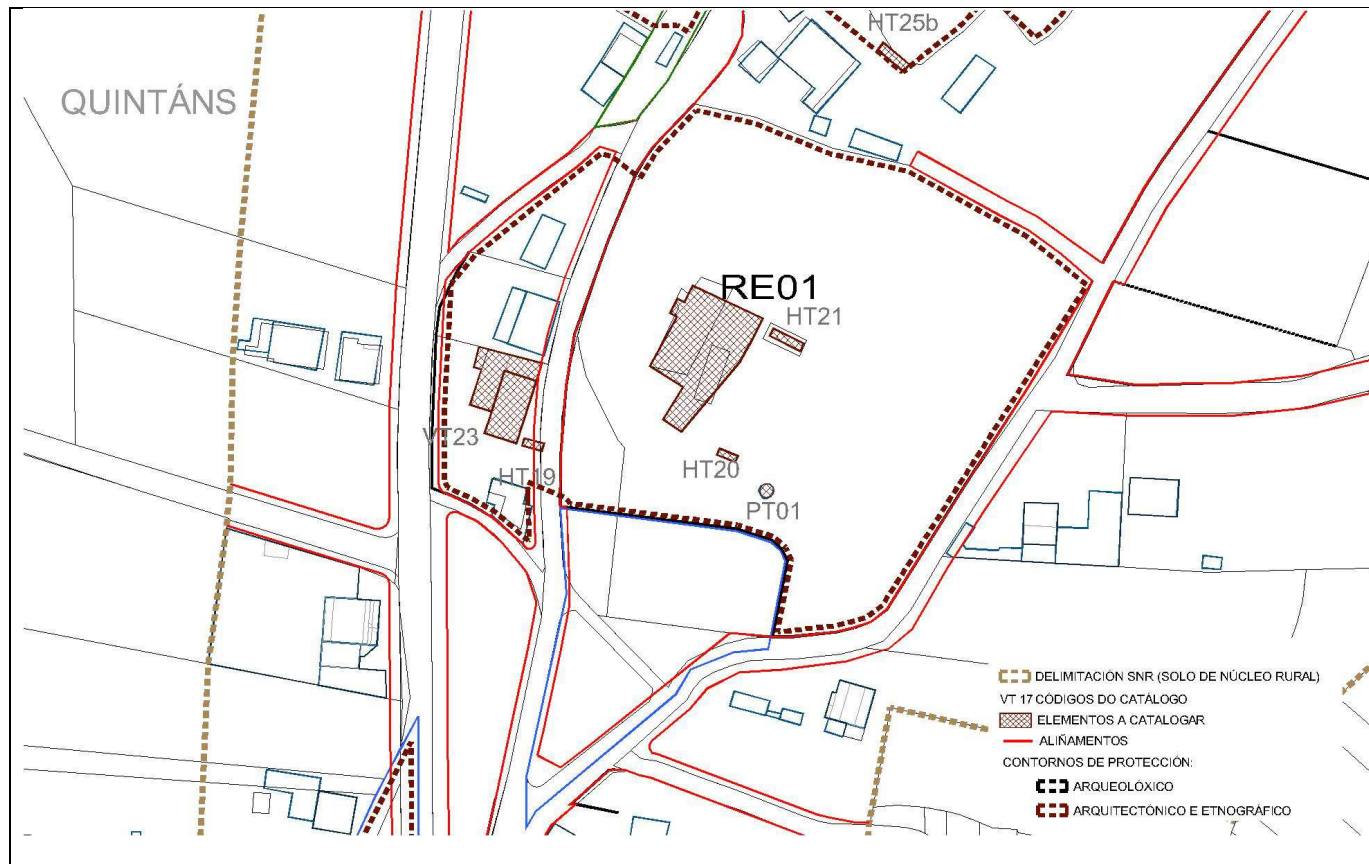 HT25b
QUINTÁNS
RE01
HT21
VT23
HT19
HT20
PT01
DELIMITACIÓN SNR (SOLO DE NÚCLEO RURAL)
VT 17 CÓDIGOS DO CATÁLOGO
ELEMENTOS A CATALOGAR
ALIÑAMENTOS
CONTORNOS DE PROTECCIÓN:
ARQUEOLÓXICO
ARQUITECTÓNICO E ETNOGRÁFICO